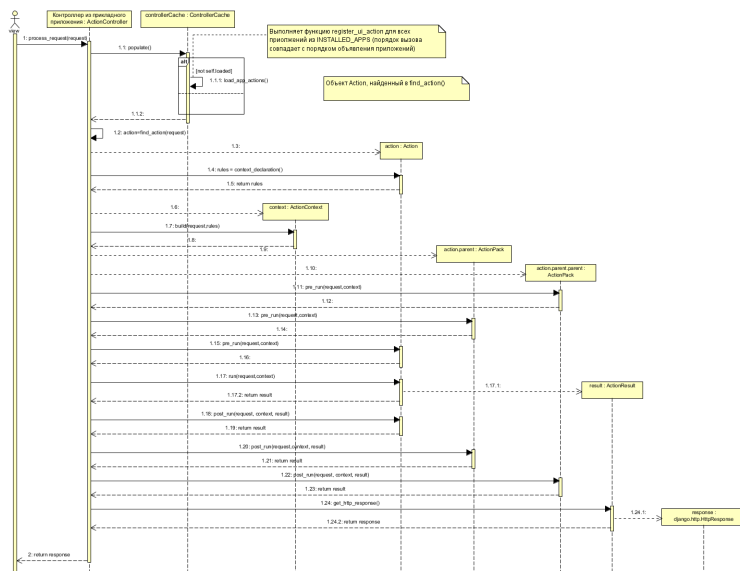 Контроллер из прикладного
приложения : ActionController
controllerCache : ControllerCache
view
1: process_request(request)
1.1: populate()
Выполняет функцию register_ui_action для всех
приолжений из INSTALLED_APPS (порядок вызова
совпадает с порядком объявления приложений)
alt
[not self.loaded]
1.1.1: load_app_actions()
Объект Action, найденный в find_action()
1.1.2:
1.2: action=find_action(request)
1.3:
action : Action
1.4: rules = context_declaration()
1.5: return rules
1.6:
context : ActionContext
1.7: build(request,rules)
1.8:
1.9:
action.parent : ActionPack
1.10:
action.parent.parent :
ActionPack
1.11: pre_run(request,context)
1.12:
1.13: pre_run(request,context)
1.14:
1.15: pre_run(request,context)
1.16:
1.17: run(request,context)
1.17.1:
result : ActionResult
1.17.2: return result
1.18: post_run(request, context, result)
1.19: return result
1.20: post_run(request,context, result)
1.21: return result
1.22: post_run(request, context, result)
1.23: return result
1.24: get_http_response()
1.24.1:
response :
django.http.HttpResponse
1.24.2: return response
2: return response